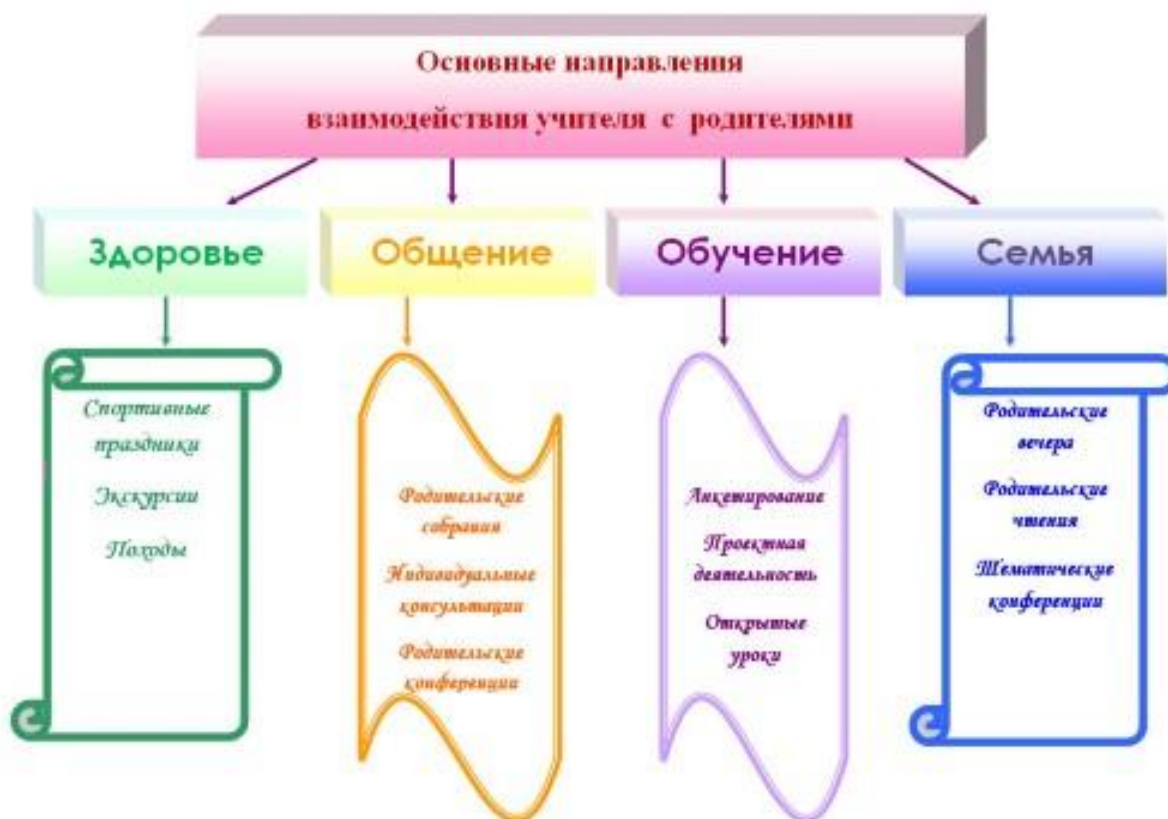 Основные направления
взаимодействия учителя с родителями
Здоровье
Общение
Обучение
Семья
Спортивные
праздники
Экскурсии
Походы
Родительские
собрания
Индивидуальные
консультации
Родительские
конференции
Анкетирование
Проектная
деятельность
Открытые
уроки
Родительские
вечера
Родительские
чтения
Тематические
конференции